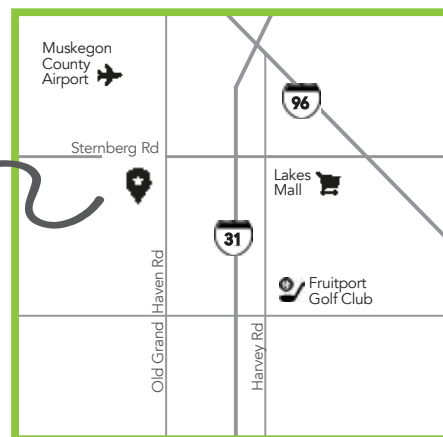 Muskegon
County
Airport
96
Sternberg Rd
Lakes
Mall
31
Fruitport
Golf Club
Old Grand Haven Rd
Harvey Rd